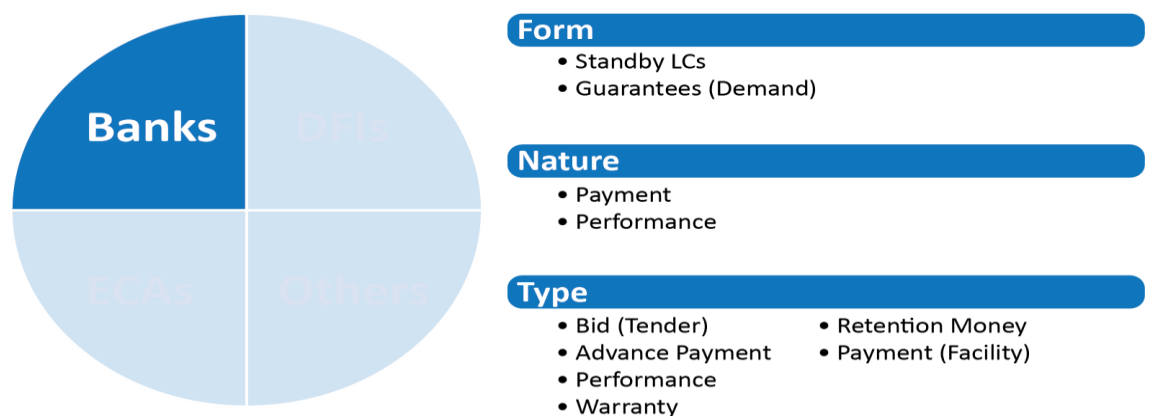 Banks
DFIs
ECAs
Others
Form
• Standby LCs
• Guarantees (Demand)
Nature
• Payment
• Performance
Type
• Bid (Tender)
• Advance Payment
• Performance
• Warranty
• Retention Money
• Payment (Facility)